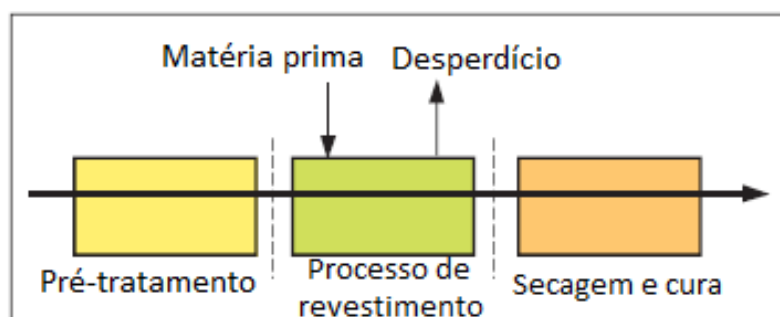 Matéria prima
Desperdício
Pré-tratamento
Processo de
revestimento
Secagem e cura